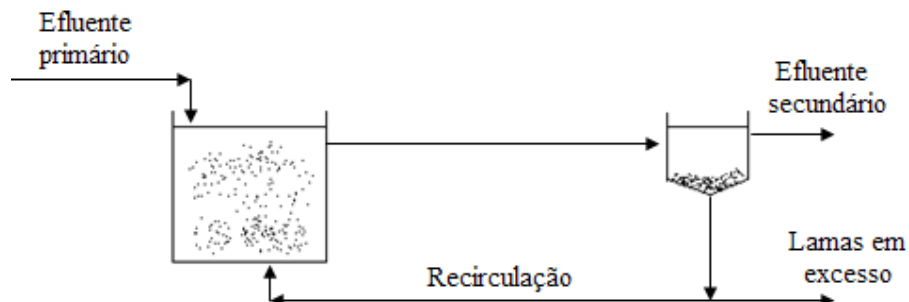 Efluente
primário
Efluente
secundário
Recirculação
Lamas em
excesso